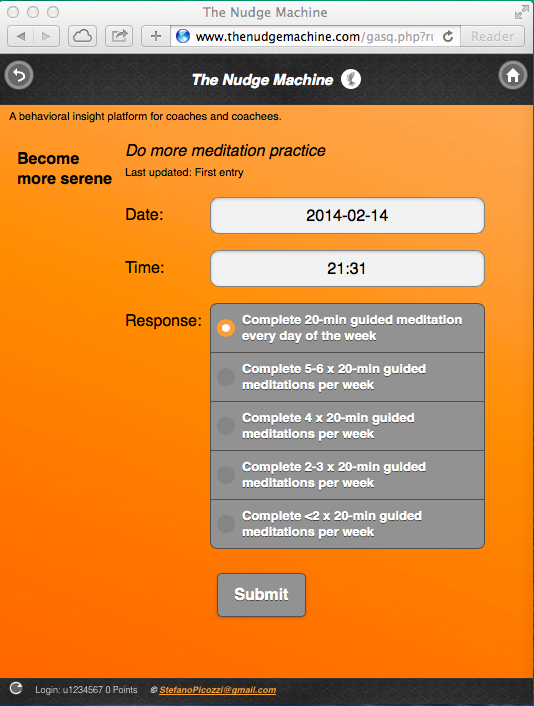 The Nudge Machine
www.thenudgemachine.com/gasq.php?ru
Reader
The Nudge Machine
A behavioral insight platform for coaches and coachees.
Become
more serene
Do more meditation practice
Last updated: First entry
Date:
2014-02-14
Time:
21:31
Response:
Complete 20-min guided meditation
every day of the week
Complete 5-6 x 20-min guided
meditations per week
Complete 4 x 20-min guided
meditations per week
Complete 2-3 x 20-min guided
meditations per week
Complete <2 x 20-min guided
meditations per week
Submit
Login: u1234567 0 Points © StefanoPicozzi@gmail.com